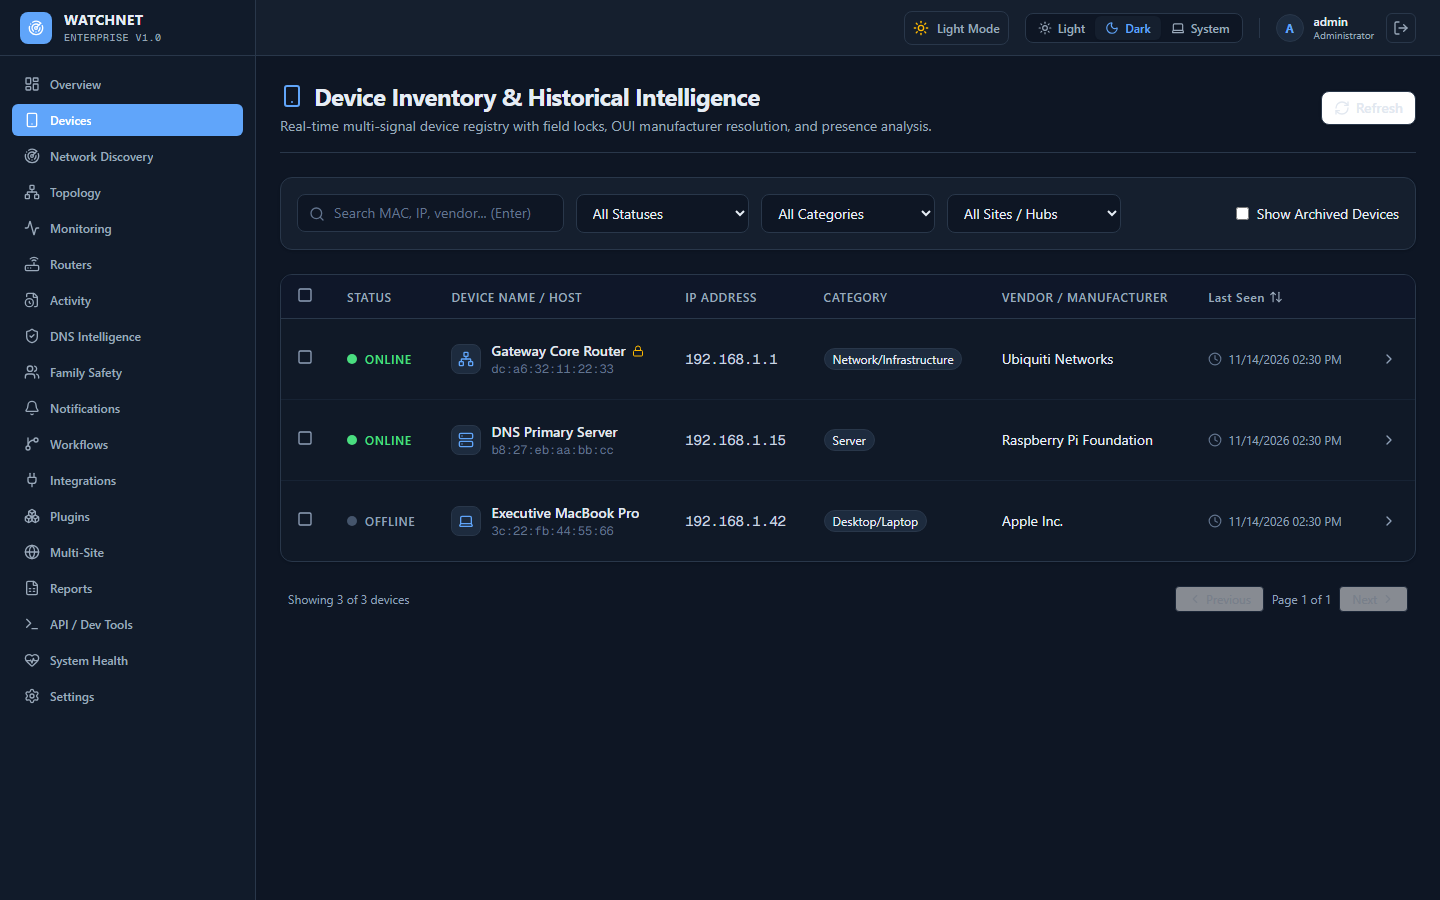 WATCHNET
ENTERPRISE V1.0
Light Mode
Light
Dark
System
A
admin
Administrator
Overview
Devices
Network Discovery
Topology
Monitoring
Routers
Activity
DNS Intelligence
Family Safety
Notifications
Workflows
Integrations
Plugins
Multi-Site
Reports
API / Dev Tools
System Health
Settings
Device Inventory & Historical Intelligence
Real-time multi-signal device registry with field locks, OUI manufacturer resolution, and presence analysis.
Refresh
Search MAC, IP, vendor... (Enter)
All Statuses
All Categories
All Sites / Hubs
Show Archived Devices
STATUS DEVICE NAME / HOST IP ADDRESS CATEGORY VENDOR / MANUFACTURER Last Seen
ONLINE Gateway Core Router 192.168.1.1 Network/Infrastructure Ubiquiti Networks 11/14/2026 02:30 PM
dc:a6:32:11:22:33
ONLINE DNS Primary Server 192.168.1.15 Server Raspberry Pi Foundation 11/14/2026 02:30 PM
b8:27:eb:aa:bb:cc
OFFLINE Executive MacBook Pro 192.168.1.42 Desktop/Laptop Apple Inc. 11/14/2026 02:30 PM
3c:22:fb:44:55:66
Showing 3 of 3 devices
Previous
Page 1 of 1
Next